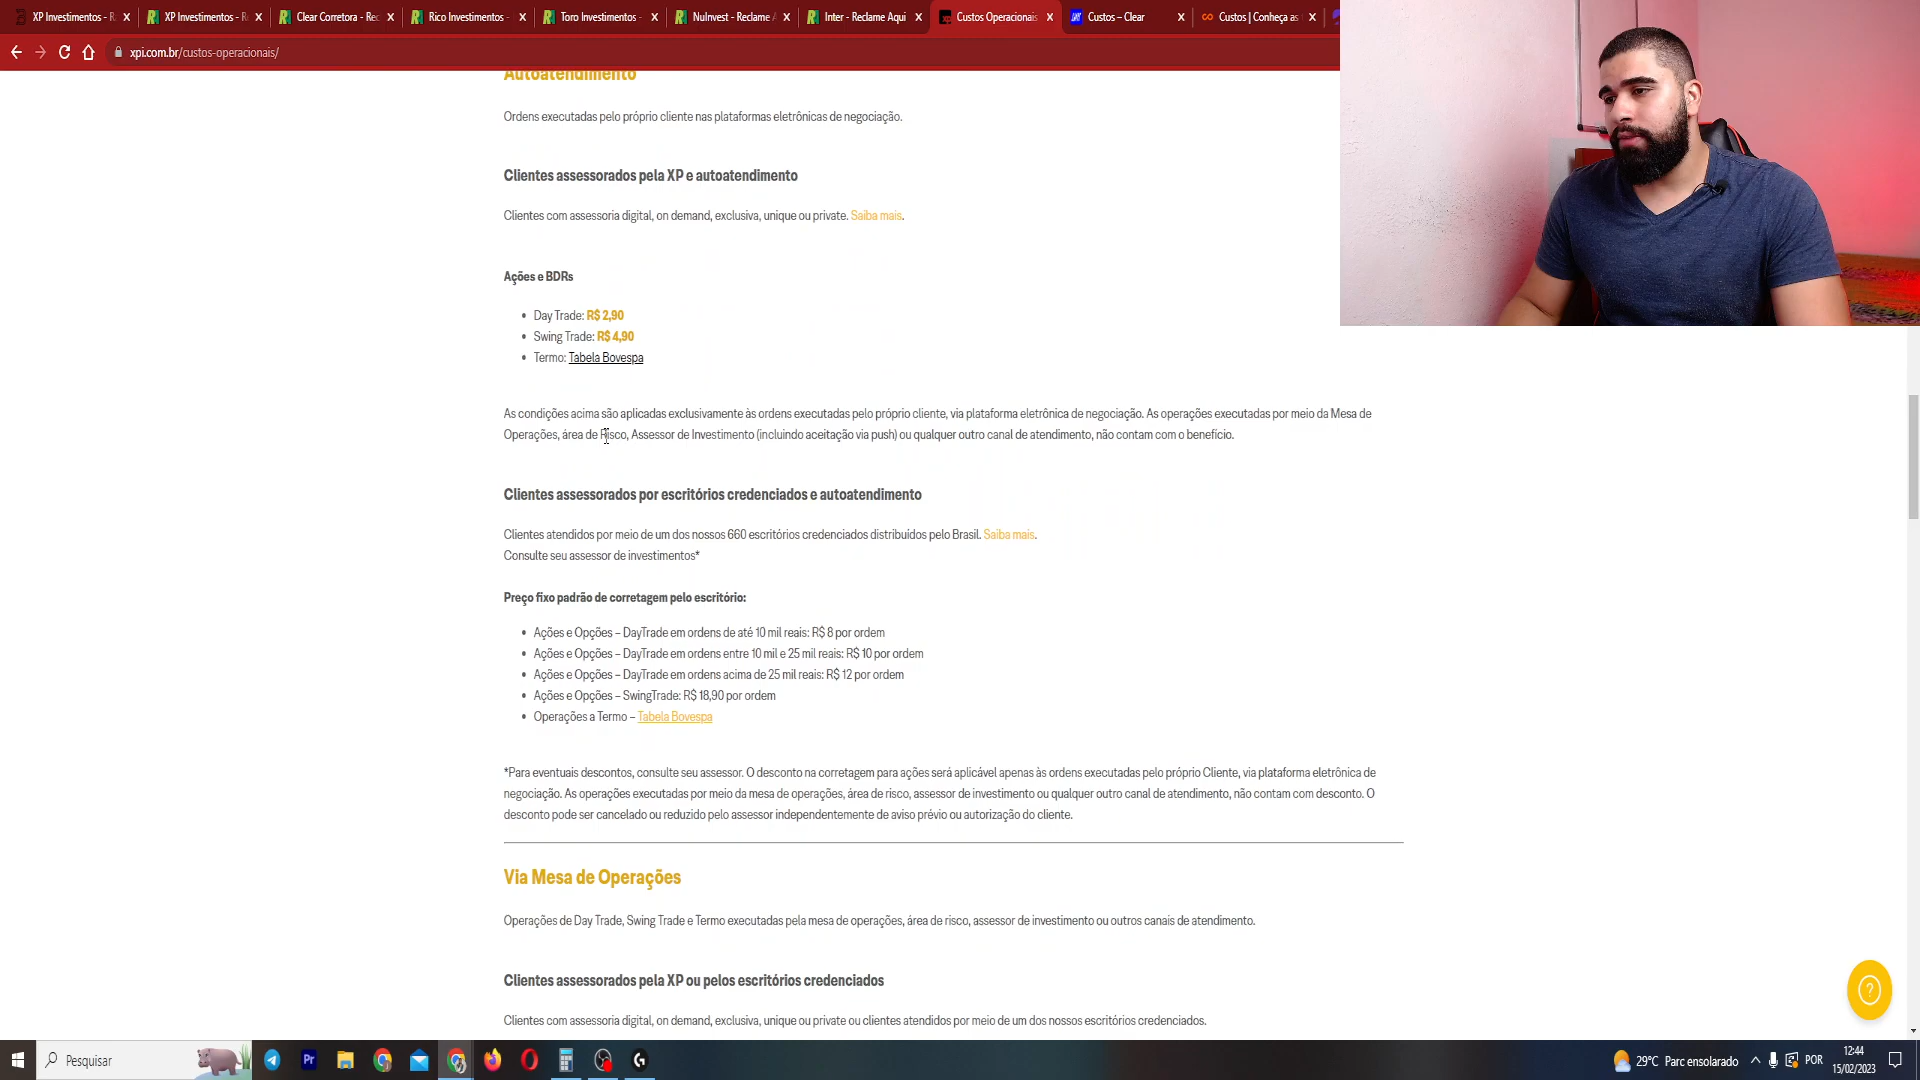 XP Investimentos - R
XP Investimentos - R
Clear Corretora - Rec
Rico Investimentos -
Toro Investimentos -
NuInvest - Reclame A
Inter - Reclame Aqui
Custos Operacionais
Custos – Clear
Custos | Conheça as
xpi.com.br/custos-operacionais/
Autoatendimento
Ordens executadas pelo próprio cliente nas plataformas eletrônicas de negociação.
Clientes assessorados pela XP e autoatendimento
Clientes com assessoria digital, on demand, exclusiva, unique ou private. Saiba mais.
Ações e BDRs
• Day Trade: R$ 2,90
• Swing Trade: R$ 4,90
• Termo: Tabela Bovespa
As condições acima são aplicadas exclusivamente às ordens executadas pelo próprio cliente, via plataforma eletrônica de negociação. As operações executadas por meio da Mesa de
Operações, área de Risco, Assessor de Investimento (incluindo aceitação via push) ou qualquer outro canal de atendimento, não contam com o benefício.
Clientes assessorados por escritórios credenciados e autoatendimento
Clientes atendidos por meio de um dos nossos 660 escritórios credenciados distribuídos pelo Brasil. Saiba mais.
Consulte seu assessor de investimentos*
Preço fixo padrão de corretagem pelo escritório:
• Ações e Opções – DayTrade em ordens de até 10 mil reais: R$ 8 por ordem
• Ações e Opções – DayTrade em ordens entre 10 mil e 25 mil reais: R$ 10 por ordem
• Ações e Opções – DayTrade em ordens acima de 25 mil reais: R$ 12 por ordem
• Ações e Opções – SwingTrade: R$ 18,90 por ordem
• Operações a Termo – Tabela Bovespa
*Para eventuais descontos, consulte seu assessor. O desconto na corretagem para ações será aplicável apenas às ordens executadas pelo próprio Cliente, via plataforma eletrônica de
negociação. As operações executadas por meio da mesa de operações, área de risco, assessor de investimento ou qualquer outro canal de atendimento, não contam com desconto. O
desconto pode ser cancelado ou reduzido pelo assessor independentemente de aviso prévio ou autorização do cliente.
Via Mesa de Operações
Operações de Day Trade, Swing Trade e Termo executadas pela mesa de operações, área de risco, assessor de investimento ou outros canais de atendimento.
Clientes assessorados pela XP ou pelos escritórios credenciados
Clientes com assessoria digital, on demand, exclusiva, unique ou private ou clientes atendidos por meio de um dos nossos escritórios credenciados.
Pesquisar
Pr
29°C Parc ensolarado
POR
12:44
15/02/2023